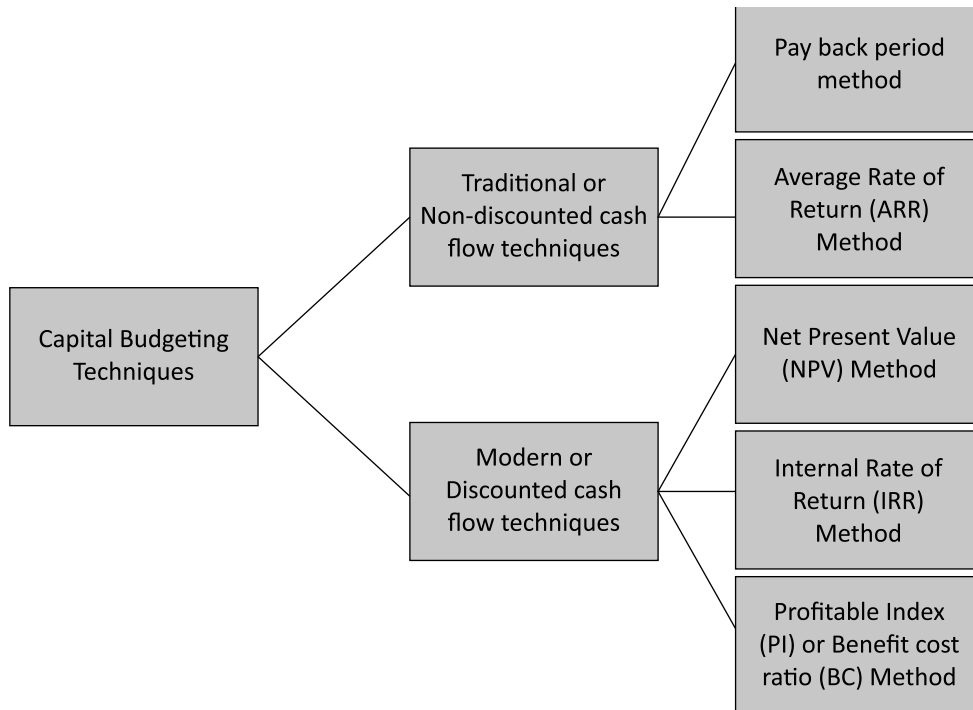 Capital Budgeting
Techniques
Traditional or
Non-discounted cash
flow techniques
Modern or
Discounted cash
flow techniques
Pay back period
method
Average Rate of
Return (ARR)
Method
Net Present Value
(NPV) Method
Internal Rate of
Return (IRR)
Method
Profitable Index
(PI) or Benefit cost
ratio (BC) Method